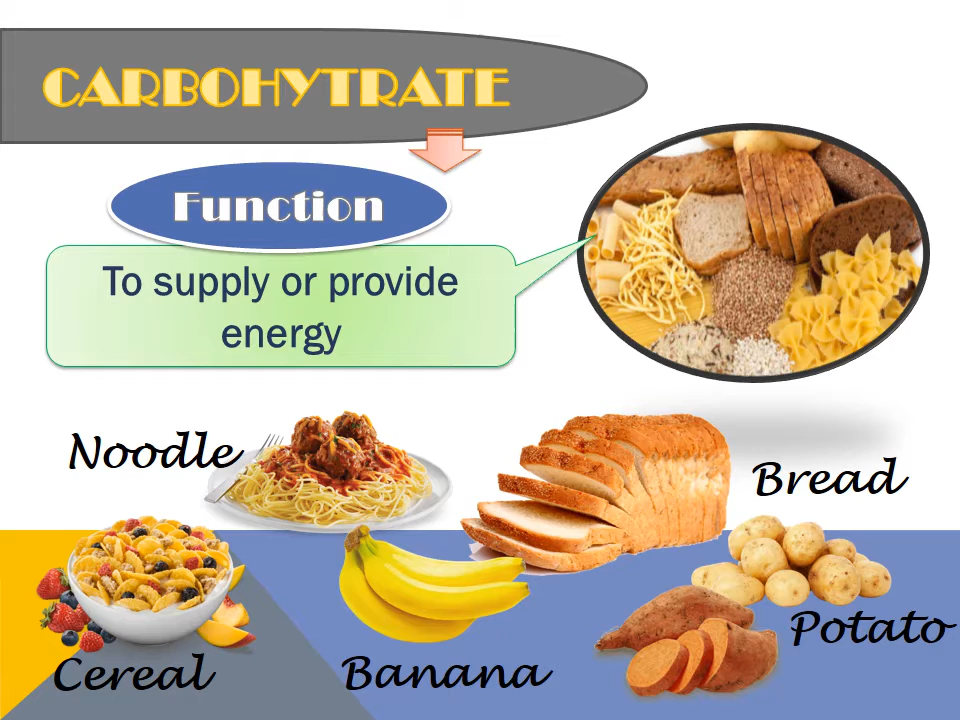 CARBOHYTRATE
Function
To supply or provide
energy
Noodle
Bread
Cereal
Banana
Potato